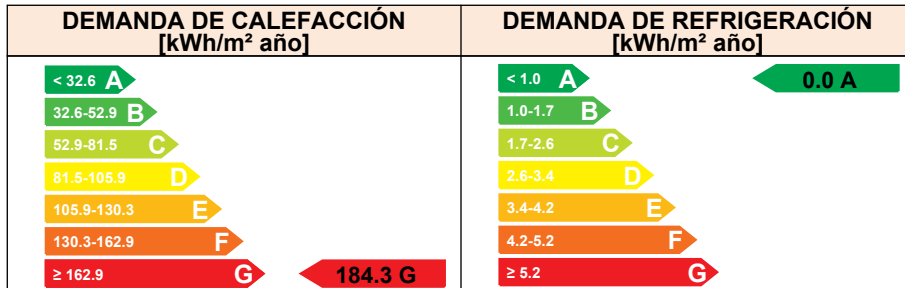 DEMANDA DE CALEFACCIÓN
[kWh/m² año]
< 32.6 A
32.6-52.9 B
52.9-81.5 C
81.5-105.9 D
105.9-130.3 E
130.3-162.9 F
≥ 162.9 G
184.3 G
DEMANDA DE REFRIGERACIÓN
[kWh/m² año]
< 1.0 A
0.0 A
1.0-1.7 B
1.7-2.6 C
2.6-3.4 D
3.4-4.2 E
4.2-5.2 F
≥ 5.2 G